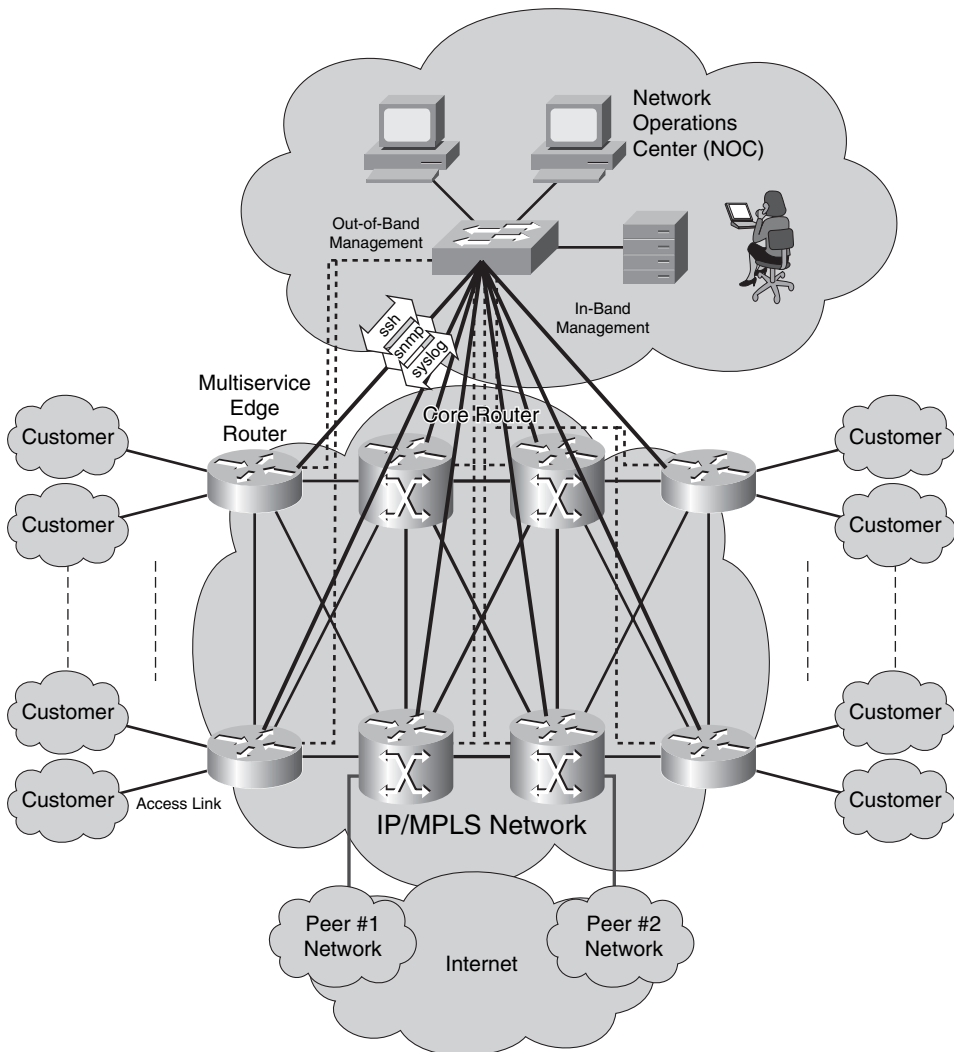 Network
Operations
Center (NOC)
Out-of-Band
Management
In-Band
Management
ssh
snmp
syslog
Multiservice
Edge
Router
Core Router
Customer
Customer
Customer
Customer
Customer
Customer
Customer
Customer
Access Link
IP/MPLS Network
Peer #1
Network
Peer #2
Network
Internet